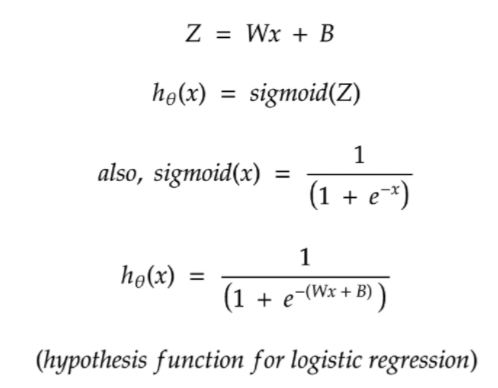 Z = Wx + B
hθ(x) = sigmoid(Z)
also, sigmoid(x) = 1 / (1 + e^{-x})
hθ(x) = 1 / (1 + e^{-(Wx + B)})
(hypothesis function for logistic regression)